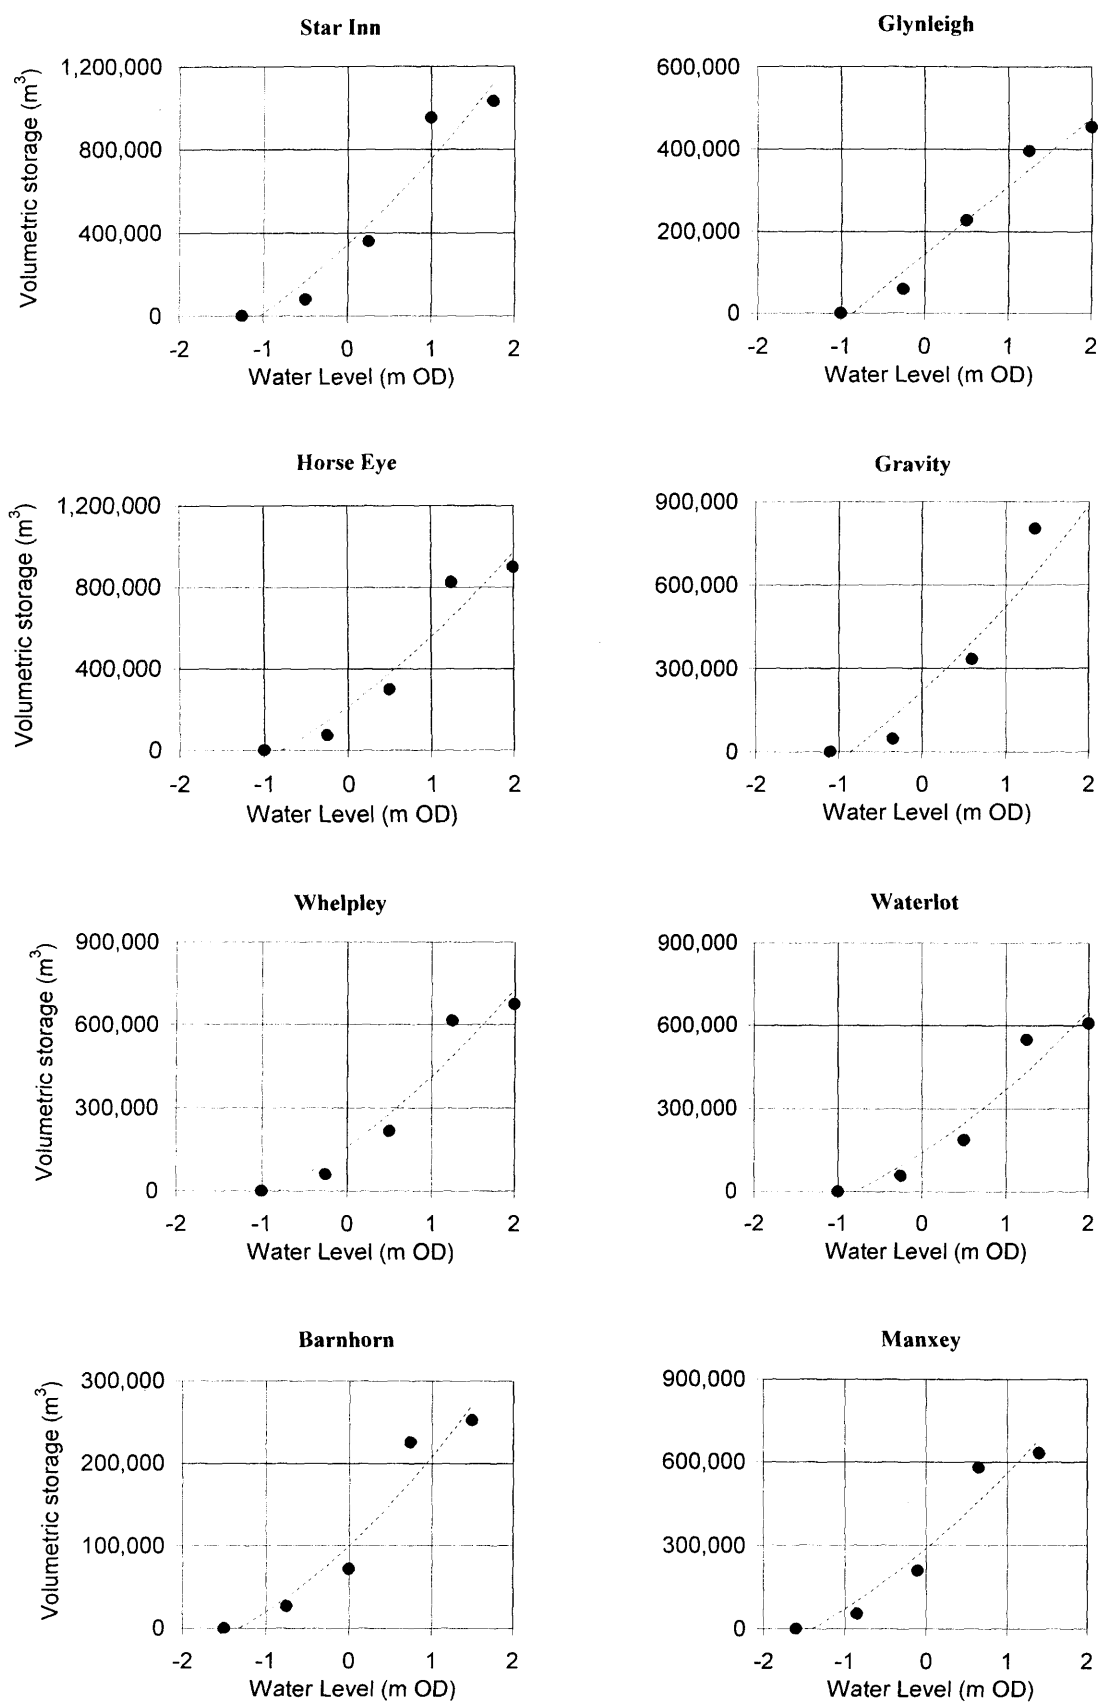 Star Inn
Volumetric storage (m³)
1,200,000
800,000
400,000
0
-2 -1 0 1 2
Water Level (m OD)
Glynleigh
600,000
400,000
200,000
0
-2 -1 0 1 2
Water Level (m OD)
Horse Eye
Volumetric storage (m³)
1,200,000
800,000
400,000
0
-2 -1 0 1 2
Water Level (m OD)
Gravity
900,000
600,000
300,000
0
-2 -1 0 1 2
Water Level (m OD)
Whelpley
Volumetric storage (m³)
900,000
600,000
300,000
0
-2 -1 0 1 2
Water Level (m OD)
Waterlot
900,000
600,000
300,000
0
-2 -1 0 1 2
Water Level (m OD)
Barnhorn
Volumetric storage (m³)
300,000
200,000
100,000
0
-2 -1 0 1 2
Water Level (m OD)
Manxey
900,000
600,000
300,000
0
-2 -1 0 1 2
Water Level (m OD)